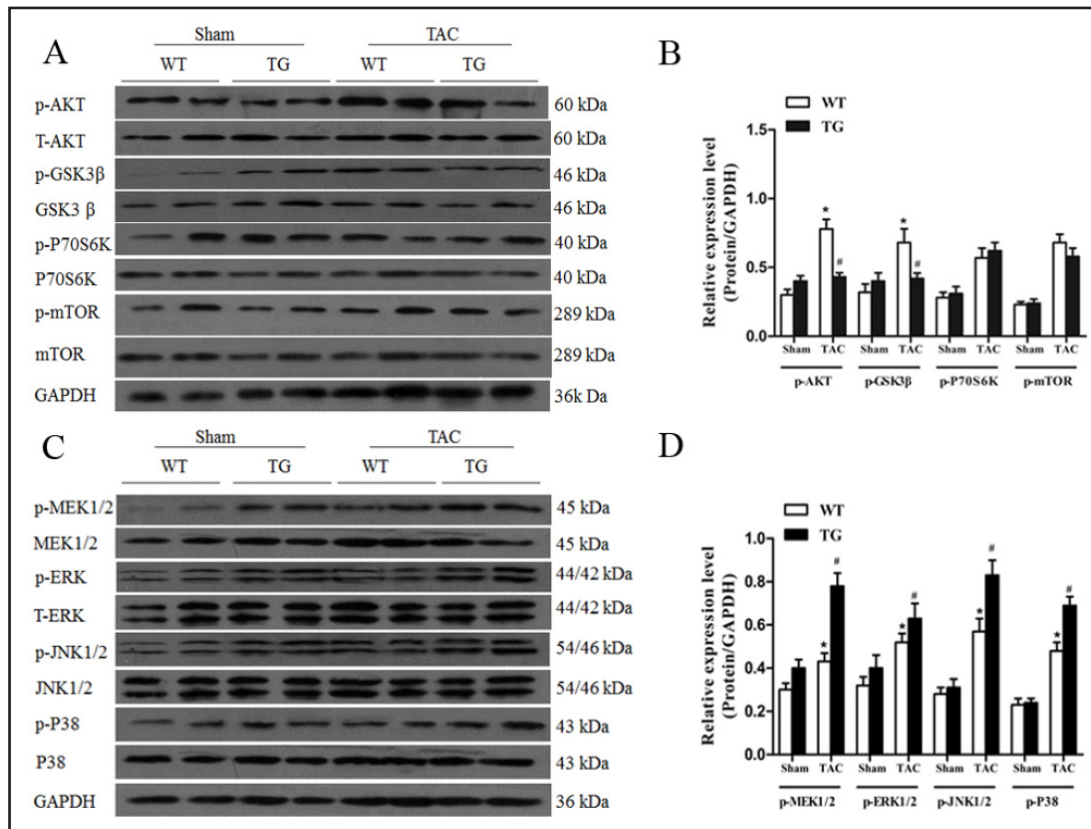 A
Sham
TAC
WT
TG
WT
TG
p-AKT
60 kDa
T-AKT
60 kDa
p-GSK3β
46 kDa
GSK3 β
46 kDa
p-P70S6K
40 kDa
P70S6K
40 kDa
p-mTOR
289 kDa
mTOR
289 kDa
GAPDH
36k Da
B
WT
TG
Relative expression level
(Protein/GAPDH)
1.5
1.0
0.5
0.0
*
#
*
#
Sham TAC Sham TAC Sham TAC Sham TAC
p-AKT p-GSK3β p-P70S6K p-mTOR
C
Sham
TAC
WT
TG
WT
TG
p-MEK1/2
45 kDa
MEK1/2
45 kDa
p-ERK
44/42 kDa
T-ERK
44/42 kDa
p-JNK1/2
54/46 kDa
JNK1/2
54/46 kDa
p-P38
43 kDa
P38
43 kDa
GAPDH
36 kDa
D
WT
TG
Relative expression level
(Protein/GAPDH)
1.0
0.8
0.6
0.4
0.2
0.0
*
#
*
#
*
#
*
#
Sham TAC Sham TAC Sham TAC Sham TAC
p-MEK1/2 p-ERK1/2 p-JNK1/2 p-P38